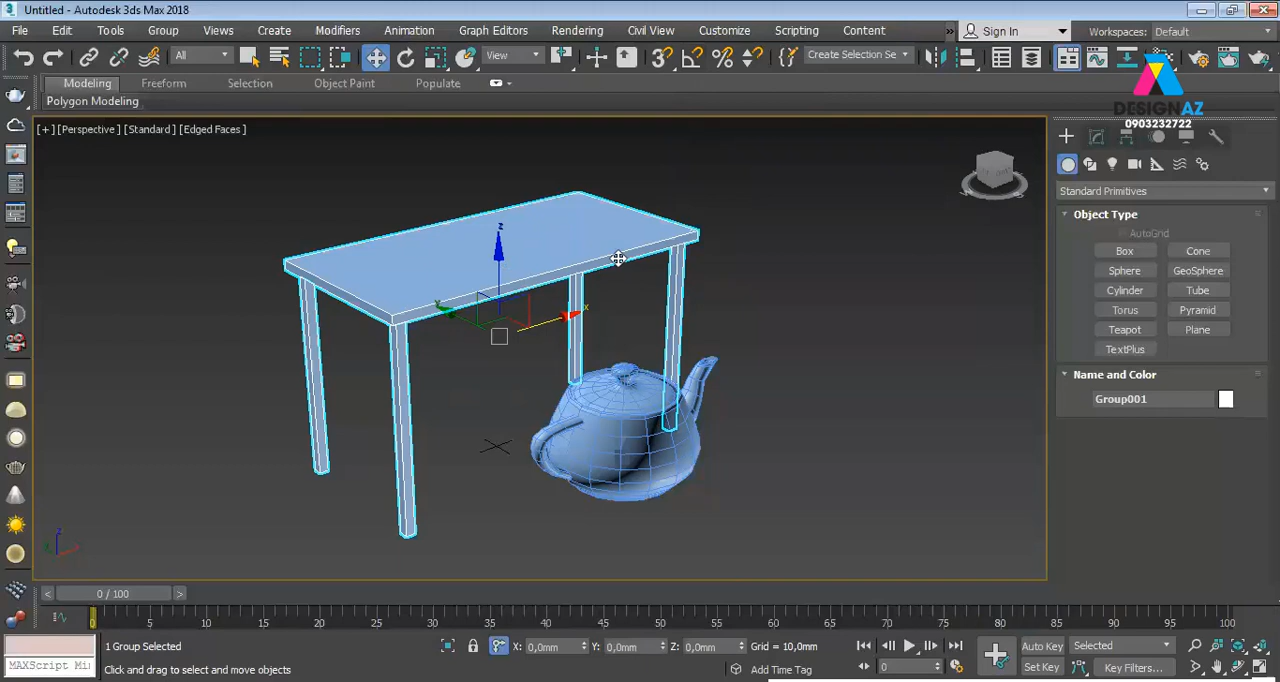 Untitled - Autodesk 3ds Max 2018
File Edit Tools Group Views Create Modifiers Animation Graph Editors Rendering Civil View Customize Scripting Content » Sign In Workspaces: Default
All View 3 Create Selection Se
Modeling Freeform Selection Object Paint Populate
Polygon Modeling
DESIGNAZ
0903232722
[+] [Perspective] [Standard] [Edged Faces]
Standard Primitives
Object Type
AutoGrid
Box Cone
Sphere GeoSphere
Cylinder Tube
Torus Pyramid
Teapot Plane
TextPlus
Name and Color
Group001
z
y
x
z
< 0 / 100 >
0 5 10 15 20 25 30 35 40 45 50 55 60 65 70 75 80 85 90 95 100
1 Group Selected X: 0,0mm Y: 0,0mm Z: 0,0mm Grid = 10,0mm Auto Key Selected
MAXScript Mi Click and drag to select and move objects Add Time Tag 0 Set Key Key Filters...